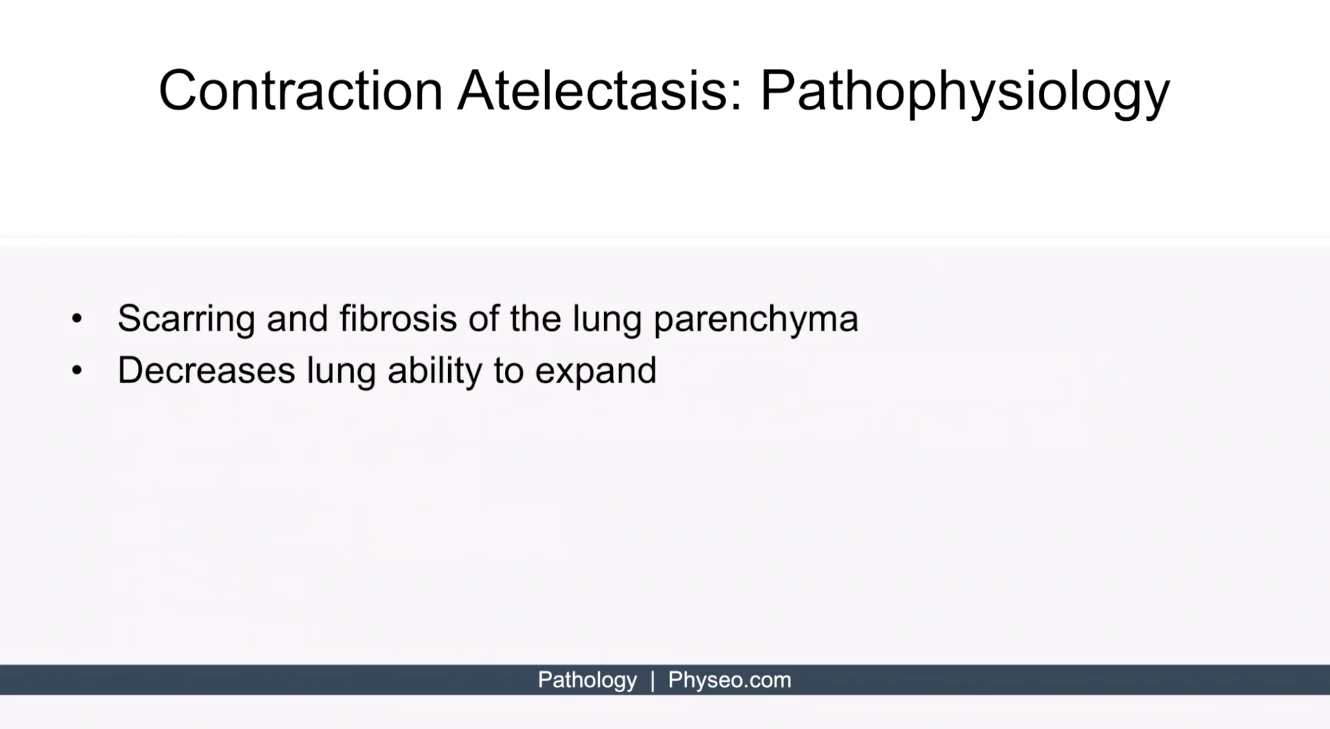 Contraction Atelectasis: Pathophysiology
• Scarring and fibrosis of the lung parenchyma
• Decreases lung ability to expand
Pathology | Physeo.com